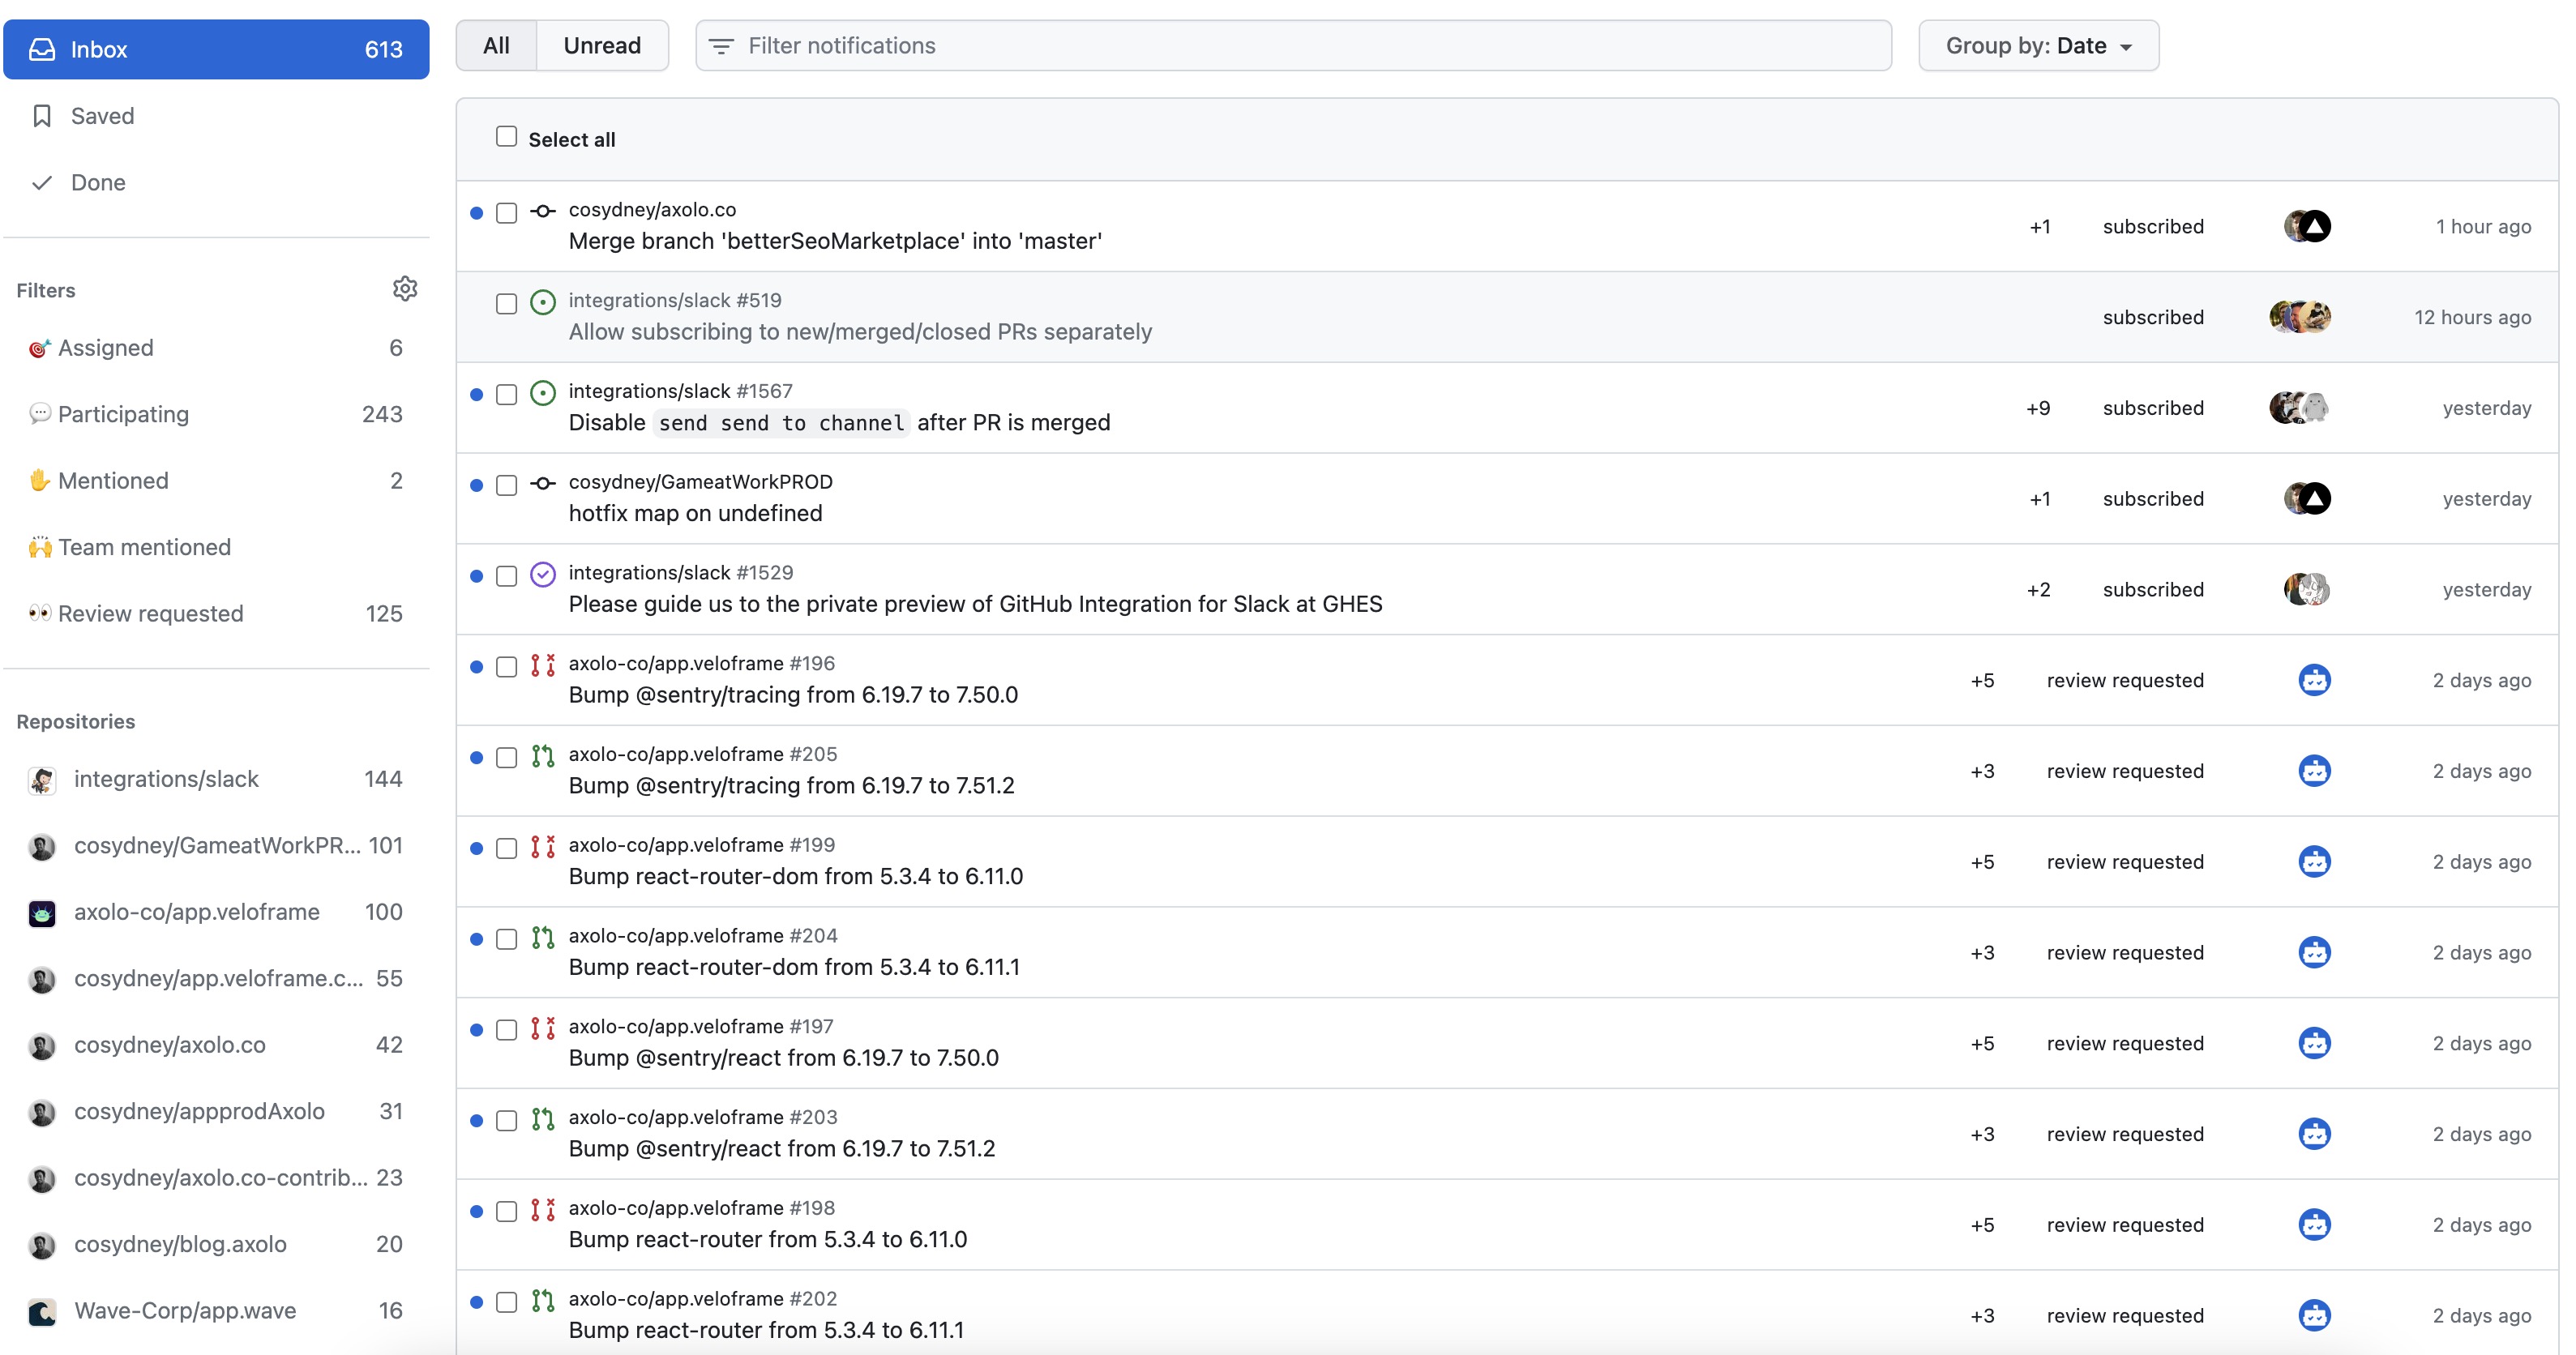 Inbox 613
Saved
Done
Filters
Assigned 6
Participating 243
Mentioned 2
Team mentioned
Review requested 125
Repositories
integrations/slack 144
cosydney/GameatWorkPR... 101
axolo-co/app.veloframe 100
cosydney/app.veloframe.c... 55
cosydney/axolo.co 42
cosydney/appprodAxolo 31
cosydney/axolo.co-contrib... 23
cosydney/blog.axolo 20
Wave-Corp/app.wave 16
All Unread Filter notifications Group by: Date
Select all
cosydney/axolo.co
Merge branch 'betterSeoMarketplace' into 'master'
+1 subscribed 1 hour ago
integrations/slack #519
Allow subscribing to new/merged/closed PRs separately
subscribed 12 hours ago
integrations/slack #1567
Disable send send to channel after PR is merged
+9 subscribed yesterday
cosydney/GameatWorkPROD
hotfix map on undefined
+1 subscribed yesterday
integrations/slack #1529
Please guide us to the private preview of GitHub Integration for Slack at GHES
+2 subscribed yesterday
axolo-co/app.veloframe #196
Bump @sentry/tracing from 6.19.7 to 7.50.0
+5 review requested 2 days ago
axolo-co/app.veloframe #205
Bump @sentry/tracing from 6.19.7 to 7.51.2
+3 review requested 2 days ago
axolo-co/app.veloframe #199
Bump react-router-dom from 5.3.4 to 6.11.0
+5 review requested 2 days ago
axolo-co/app.veloframe #204
Bump react-router-dom from 5.3.4 to 6.11.1
+3 review requested 2 days ago
axolo-co/app.veloframe #197
Bump @sentry/react from 6.19.7 to 7.50.0
+5 review requested 2 days ago
axolo-co/app.veloframe #203
Bump @sentry/react from 6.19.7 to 7.51.2
+3 review requested 2 days ago
axolo-co/app.veloframe #198
Bump react-router from 5.3.4 to 6.11.0
+5 review requested 2 days ago
axolo-co/app.veloframe #202
Bump react-router from 5.3.4 to 6.11.1
+3 review requested 2 days ago